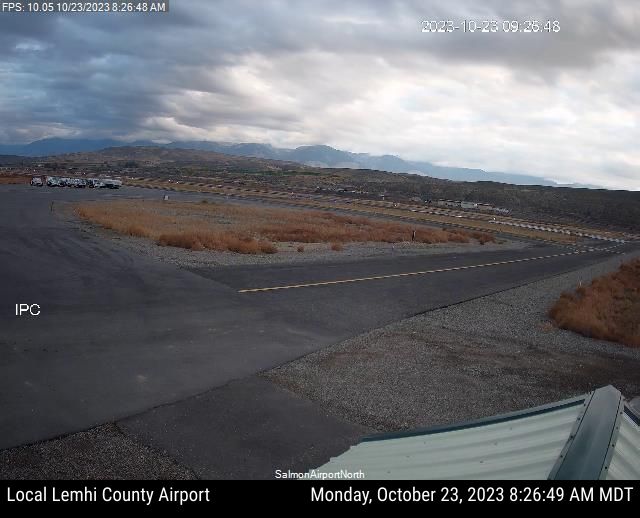 FPS: 10.05 10/23/2023 8:26:48 AM
2023-10-23 09:26:48
IPC
SalmonAirportNorth
Local Lemhi County Airport
Monday, October 23, 2023 8:26:49 AM MDT